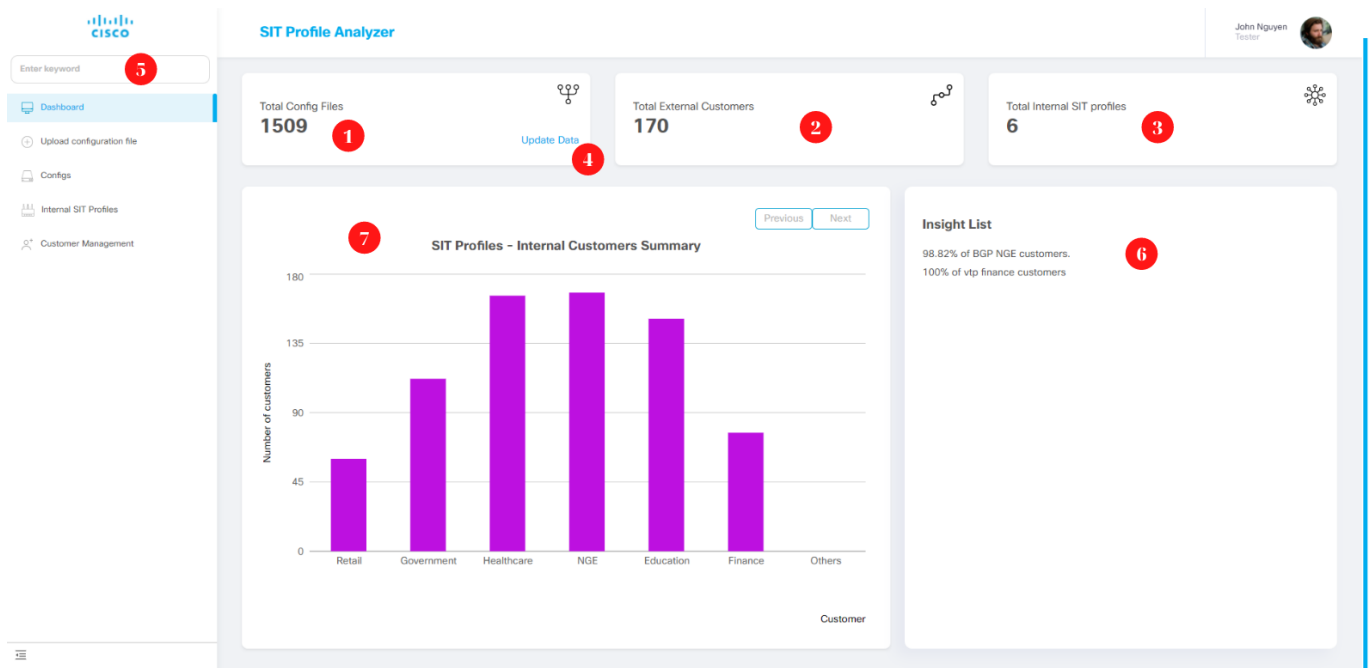 CISCO
SIT Profile Analyzer
John Nguyen
Tester
Enter keyword
5
Dashboard
Upload configuration file
Configs
Internal SIT Profiles
Customer Management
Total Config Files
1509
1
Update Data
4
Total External Customers
170
2
Total Internal SIT profiles
6
3
7
Previous
Next
SIT Profiles - Internal Customers Summary
Number of customers
180
135
90
45
0
Retail Government Healthcare NGE Education Finance Others
Customer
Insight List
98.82% of BGP NGE customers.
100% of vtp finance customers
6